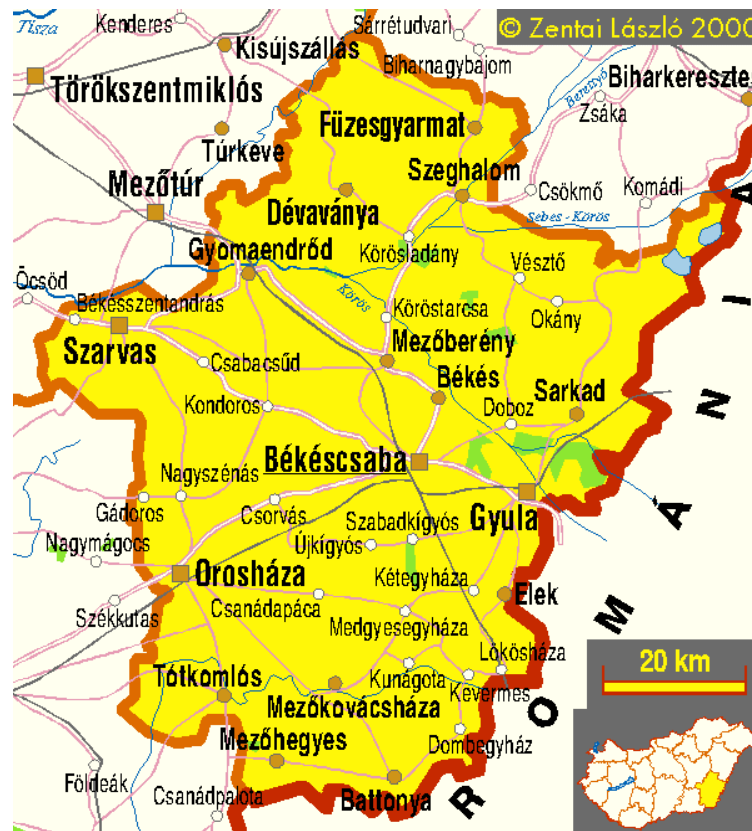 © Zentai László 2000
Tisza
Kenderes
Sárrétudvari
Kisújszállás
Biharnagybajom
Berettyó
Biharkeresztes
Törökszentmiklós
Zsáka
Füzesgyarmat
Túrkeve
Szeghalom
Mezőtúr
Dévaványa
Csökmő
Komádi
Sebes - Körös
Gyomaendrőd
Körösladány
Vésztő
Öcsöd
Békésszentandrás
Körös
Köröstarcsa
Okány
Szarvas
Mezőberény
Csabacsűd
Békés
Sarkad
Kondoros
Doboz
Békéscsaba
Nagyszénás
Gádoros
Csorvás
Gyula
Szabadkígyós
Nagymágocs
Újkígyós
Orosháza
Kétegyháza
Elek
Székkutas
Csanádapáca
Medgyesegyháza
Lőkösháza
20 km
Tótkomlós
Kunágota
Kevermes
Mezőkovácsháza
Mezőhegyes
Dombegyház
Földeák
Battonya
Csanádpalota
ROMÁNIA